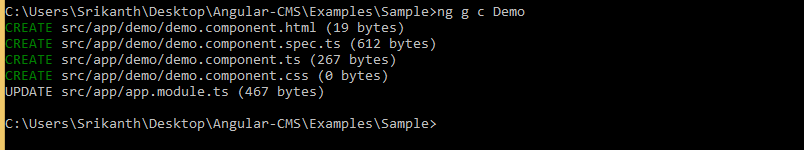 C:\Users\Srikanth\Desktop\Angular-CMS\Examples\Sample>ng g c Demo
CREATE src/app/demo/demo.component.html (19 bytes)
CREATE src/app/demo/demo.component.spec.ts (612 bytes)
CREATE src/app/demo/demo.component.ts (267 bytes)
CREATE src/app/demo/demo.component.css (0 bytes)
UPDATE src/app/app.module.ts (467 bytes)
C:\Users\Srikanth\Desktop\Angular-CMS\Examples\Sample>